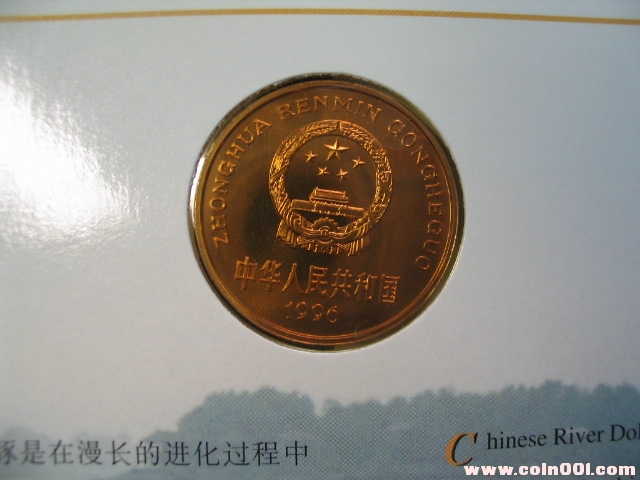 ZHONGHUA RENMIN GONGHEGUO
中华人民共和国
1996
豚是在漫长的进化过程中
Chinese River Dol
www.coin001.com